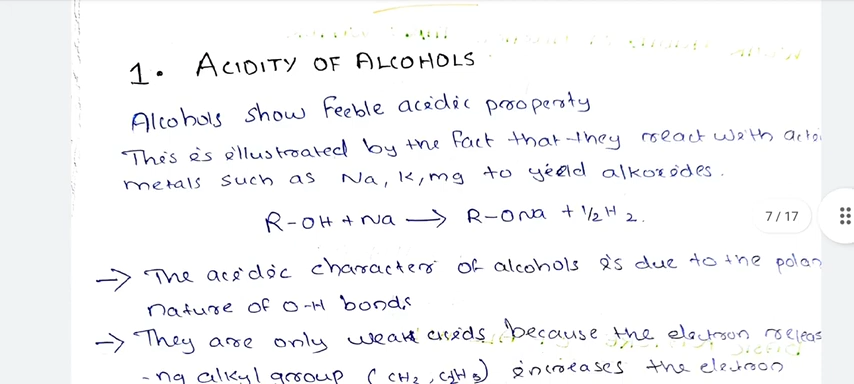 1. ACIDITY OF ALCOHOLS
Alcohols show feeble acidic property
This is illustrated by the fact that they react with
metals such as Na, K, mg to yield alkoxides.
R-OH + Na → R-ONa + 1/2 H2.
7 / 17
→ The acidic character of alcohols is due to the polar
nature of O-H bonds
→ They are only weak acids, because the electron releas
-ng alkyl group ( CH2, C2H5) increases the electron